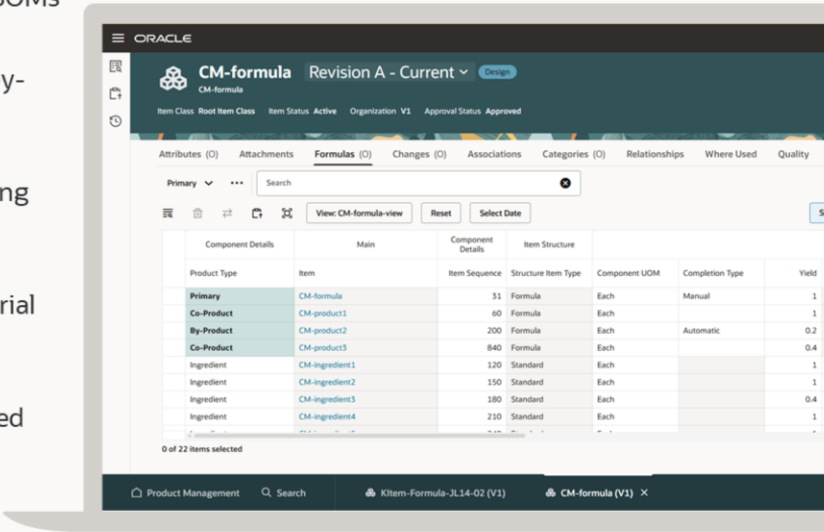 OMs
y-
ng
rial
ed
ORACLE
CM-formula Revision A - Current Design
CM-formula
Item Class Root Item Class Item Status Active Organization V1 Approval Status Approved
Attributes (0) Attachments Formulas (0) Changes (0) Associations Categories (0) Relationships Where Used Quality
Primary ... Search
View: CM-formula-view Reset Select Date S
Component Details Main Component Details Item Structure
Product Type Item Item Sequence Structure Item Type Component UOM Completion Type Yield
Primary CM-formula 31 Formula Each Manual 1
Co-Product CM-product1 60 Formula Each 1
By-Product CM-product2 200 Formula Each Automatic 0.2
Co-Product CM-product3 840 Formula Each 0.4
Ingredient CM-ingredient1 120 Standard Each 1
Ingredient CM-ingredient2 150 Standard Each 1
Ingredient CM-ingredient3 180 Standard Each 0.4
Ingredient CM-ingredient4 210 Standard Each 1
0 of 22 items selected
Product Management Search KItem-Formula-JL14-02 (V1) CM-formula (V1) ×